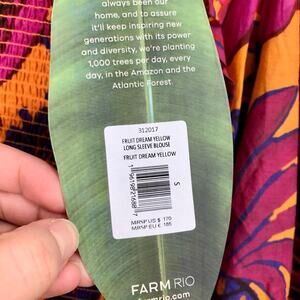 always been our
home, and to assure
it'll keep inspiring new
generations with its power
and diversity, we're planting
1,000 trees per day, every
day, in the Amazon and the
Atlantic Forest.
312017
FRUIT DREAM YELLOW
LONG SLEEVE BLOUSE
FRUIT DREAM YELLOW
S
MRSP US $ 170
MRSP EU € 185
FARM RIO
farmrio.com